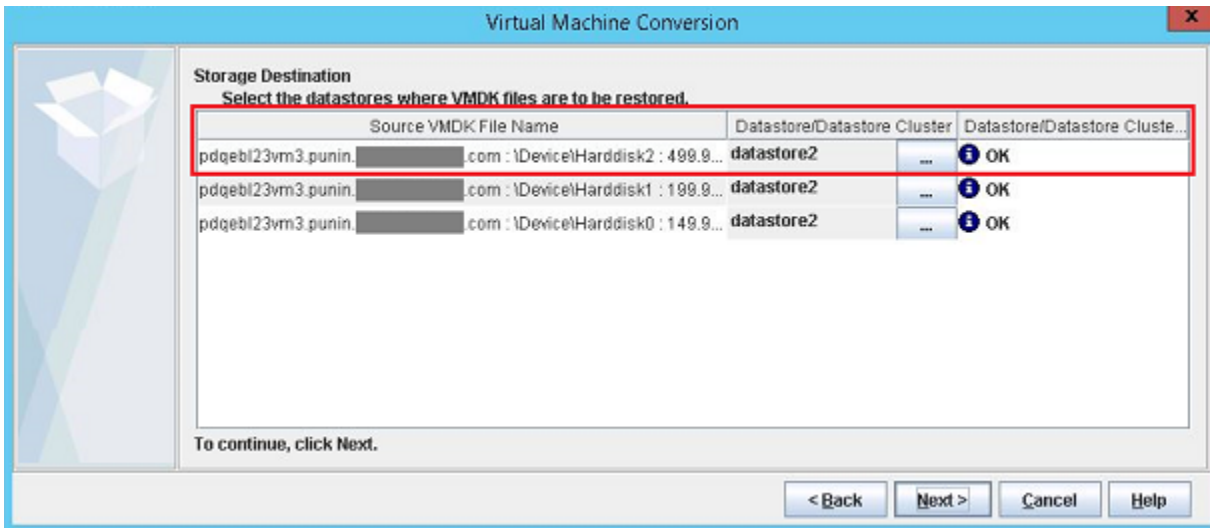 Virtual Machine Conversion
x
Storage Destination
Select the datastores where VMDK files are to be restored.
Source VMDK File Name Datastore/Datastore Cluster Datastore/Datastore Cluste...
pdqebl23vm3.punin. .com : \Device\Harddisk2 : 499.9... datastore2 ... OK
pdqebl23vm3.punin. .com : \Device\Harddisk1 : 199.9... datastore2 ... OK
pdqebl23vm3.punin. .com : \Device\Harddisk0 : 149.9... datastore2 ... OK
To continue, click Next.
< Back Next > Cancel Help